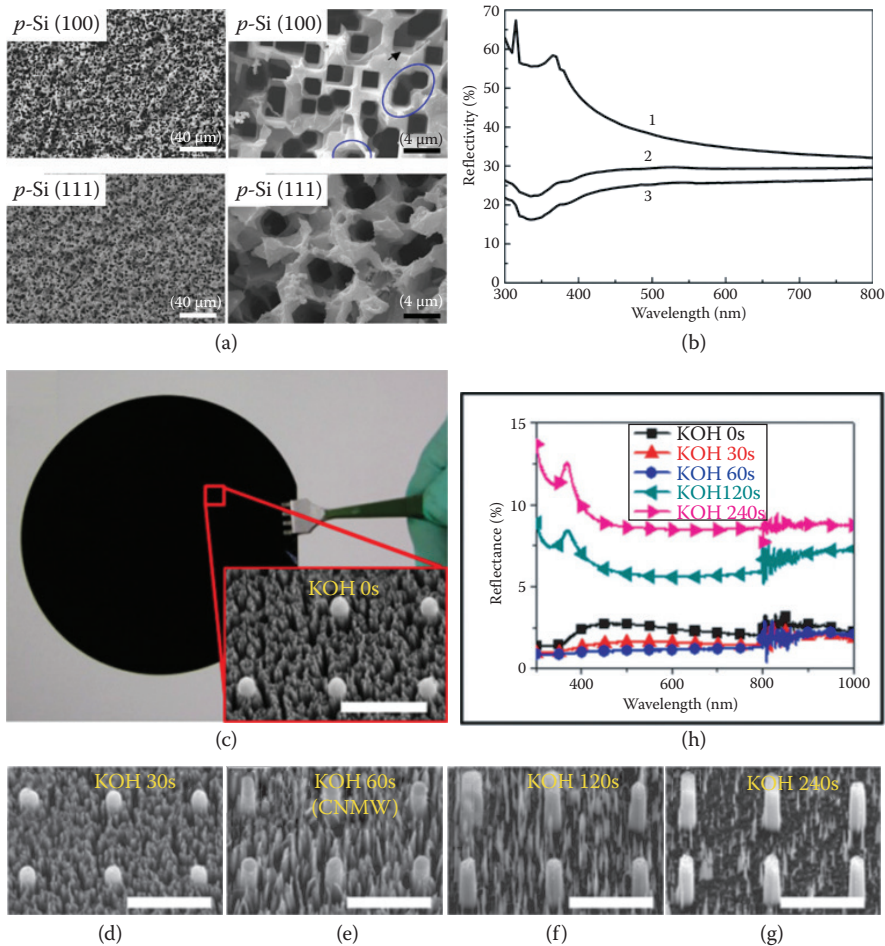 p-Si (100)
(40 μm)
p-Si (100)
(4 μm)
p-Si (111)
(40 μm)
p-Si (111)
(4 μm)
(a)
70
60
50
40
30
20
10
0
Reflectivity (%)
1
2
3
300 400 500 600 700 800
Wavelength (nm)
(b)
KOH 0s
(c)
15
10
5
0
Reflectance (%)
KOH 0s
KOH 30s
KOH 60s
KOH120s
KOH 240s
400 600 800 1000
Wavelength (nm)
(h)
KOH 30s
(d)
KOH 60s
(CNMW)
(e)
KOH 120s
(f)
KOH 240s
(g)